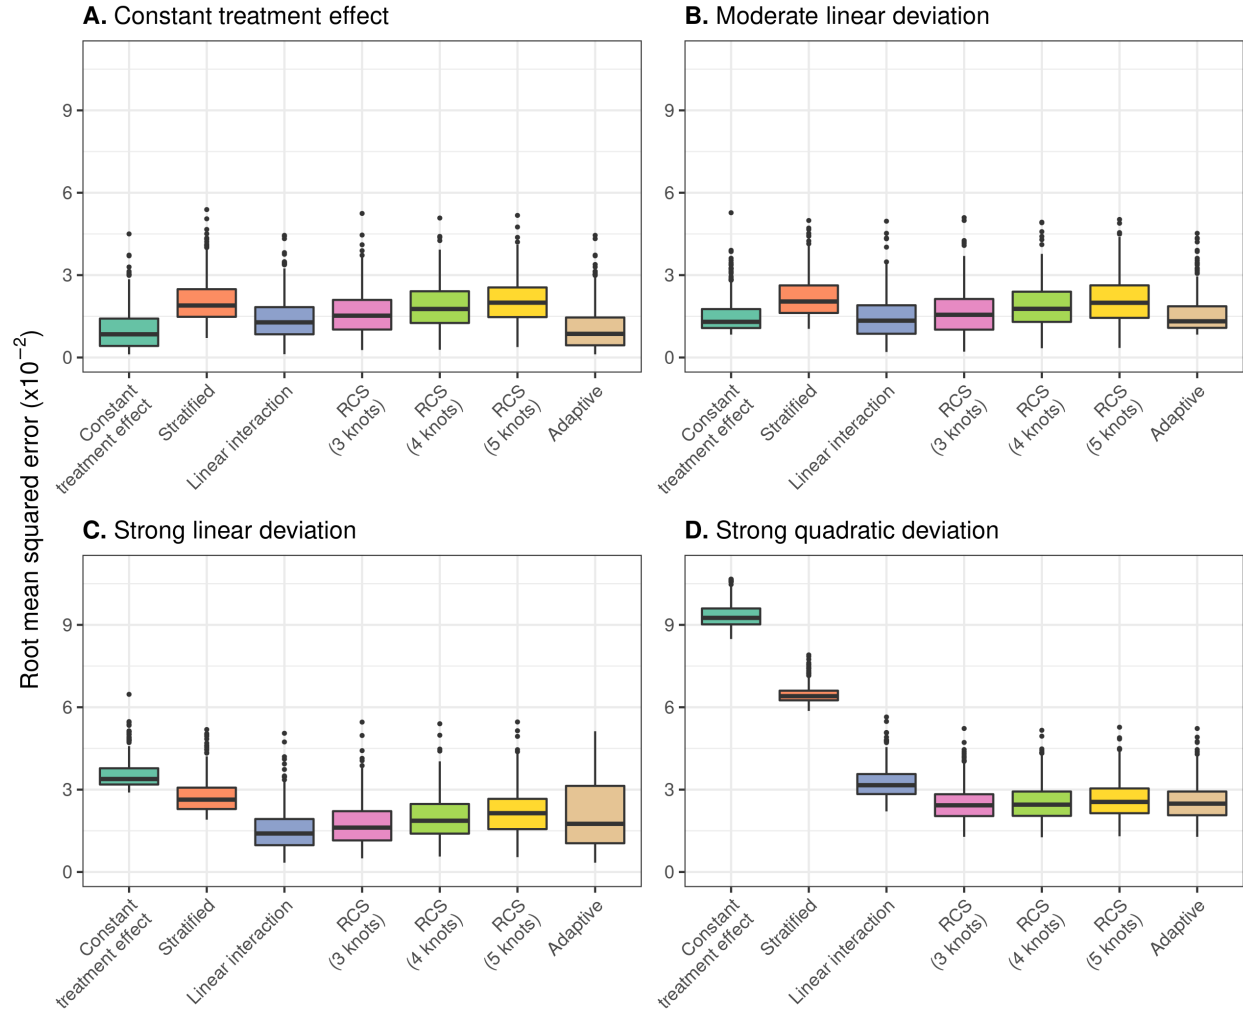 A. Constant treatment effect
B. Moderate linear deviation
Root mean squared error (x10⁻²)
9
6
3
0
Constant
treatment effect
Stratified
Linear interaction
RCS
(3 knots)
RCS
(4 knots)
RCS
(5 knots)
Adaptive
9
6
3
0
Constant
treatment effect
Stratified
Linear interaction
RCS
(3 knots)
RCS
(4 knots)
RCS
(5 knots)
Adaptive
C. Strong linear deviation
D. Strong quadratic deviation
9
6
3
0
Constant
treatment effect
Stratified
Linear interaction
RCS
(3 knots)
RCS
(4 knots)
RCS
(5 knots)
Adaptive
9
6
3
0
Constant
treatment effect
Stratified
Linear interaction
RCS
(3 knots)
RCS
(4 knots)
RCS
(5 knots)
Adaptive